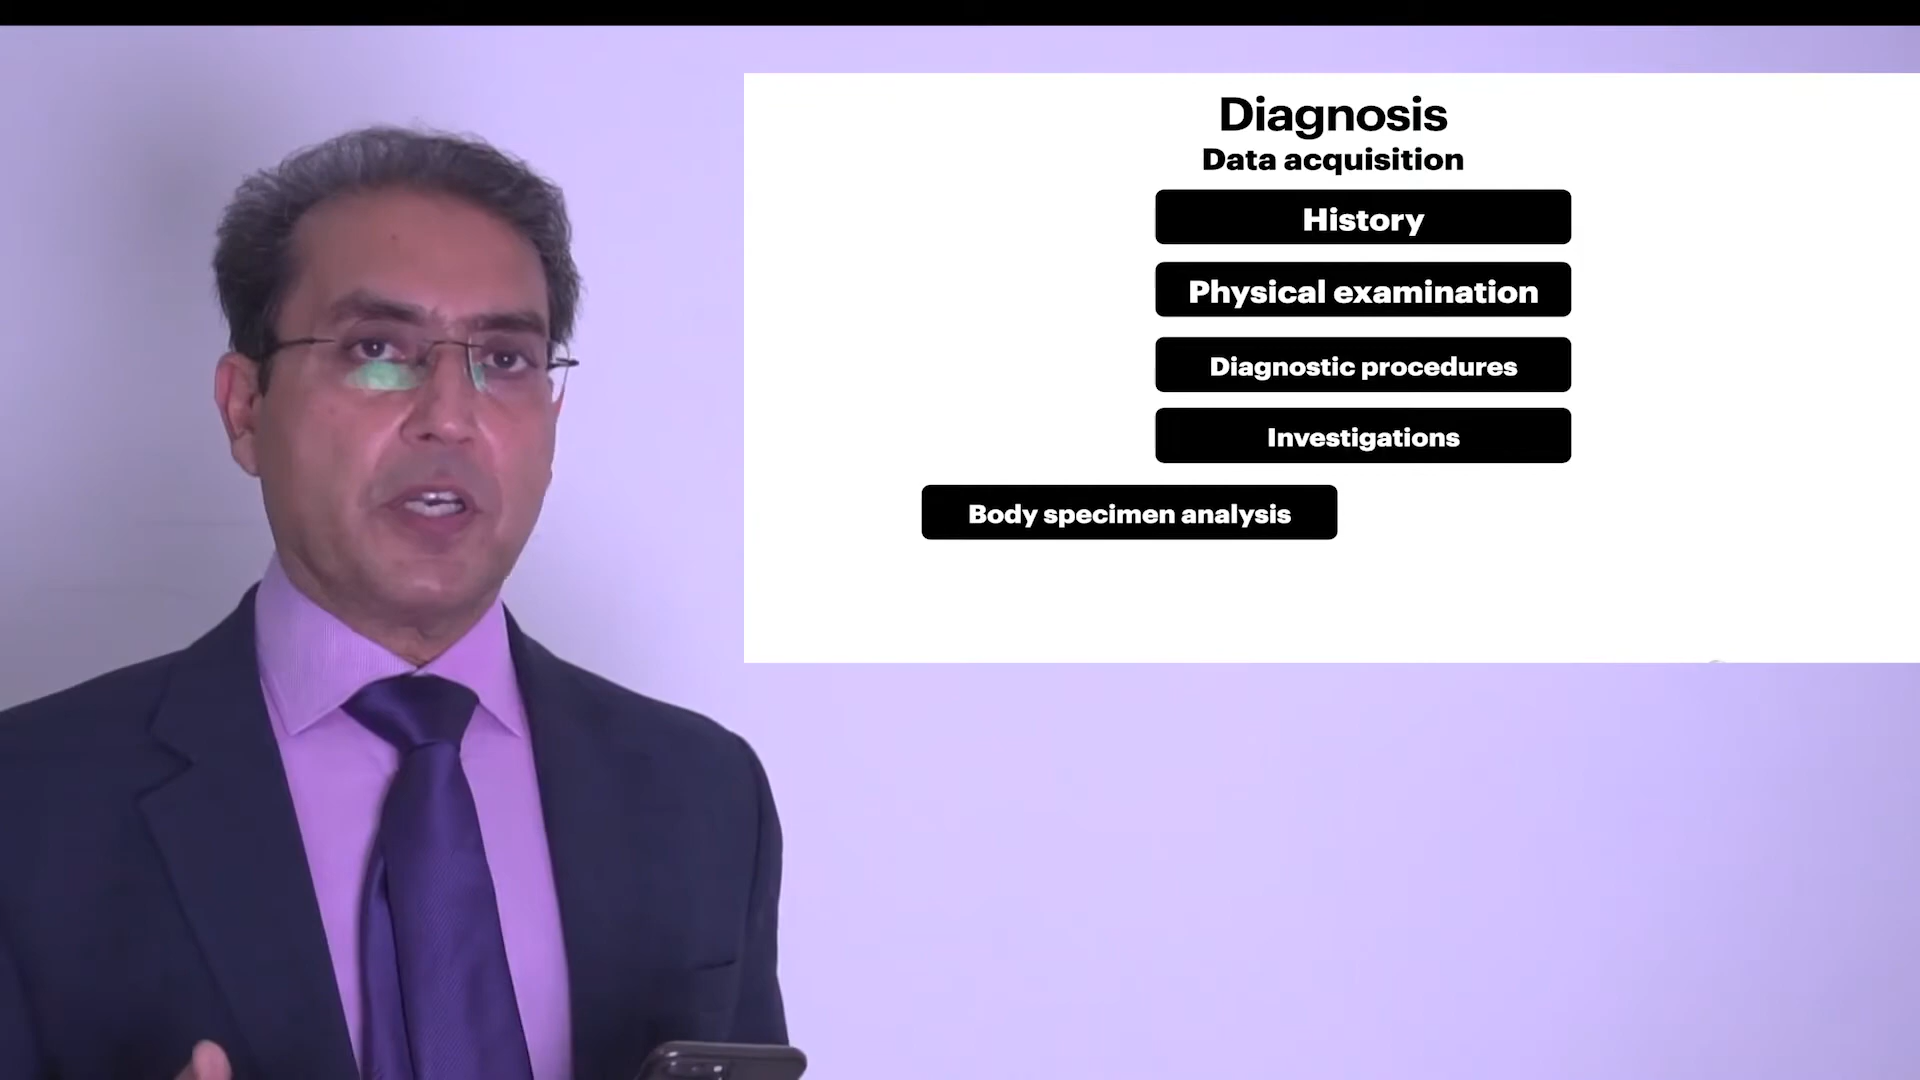 Diagnosis
Data acquisition
History
Physical examination
Diagnostic procedures
Investigations
Body specimen analysis